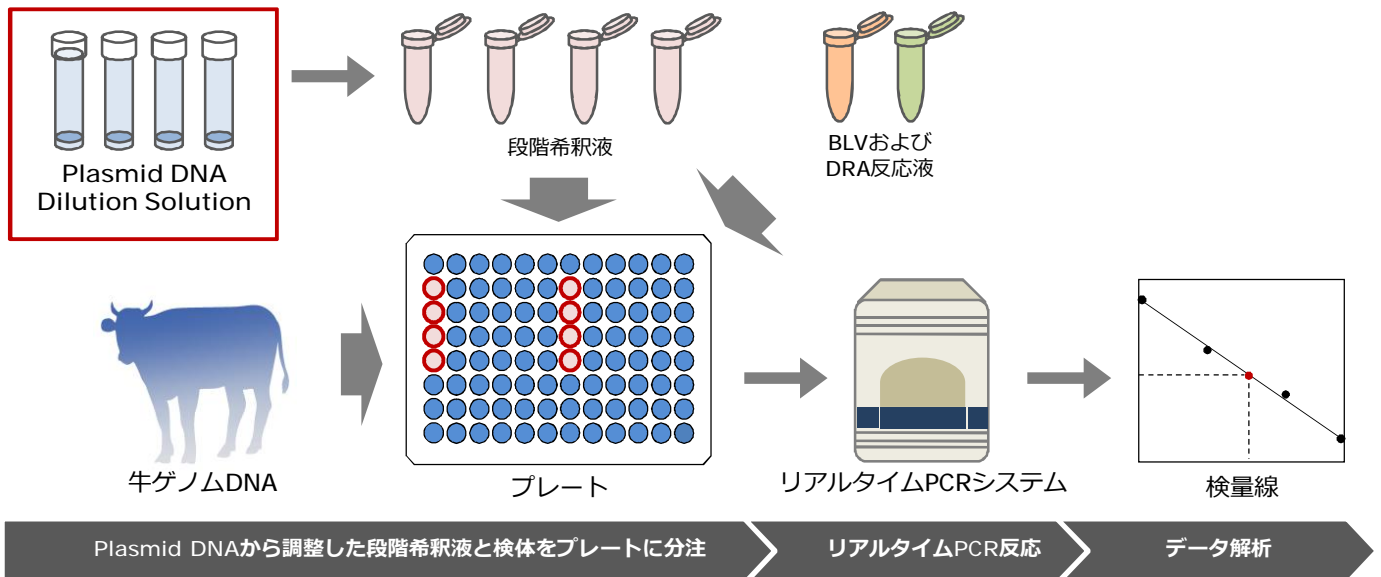 Plasmid DNA
Dilution Solution
段階希釈液
BLVおよび
DRA反応液
牛ゲノムDNA
プレート
リアルタイムPCRシステム
検量線
Plasmid DNAから調整した段階希釈液と検体をプレートに分注
リアルタイムPCR反応
データ解析